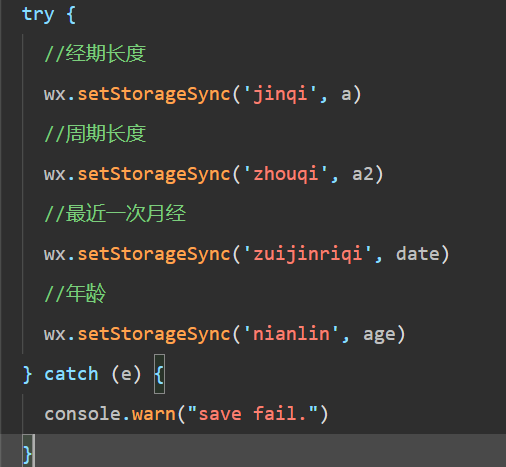 try {
//经期长度
wx.setStorageSync('jinqi', a)
//周期长度
wx.setStorageSync('zhouqi', a2)
//最近一次月经
wx.setStorageSync('zuijinriqi', date)
//年龄
wx.setStorageSync('nianlin', age)
} catch (e) {
console.warn("save fail.")
}